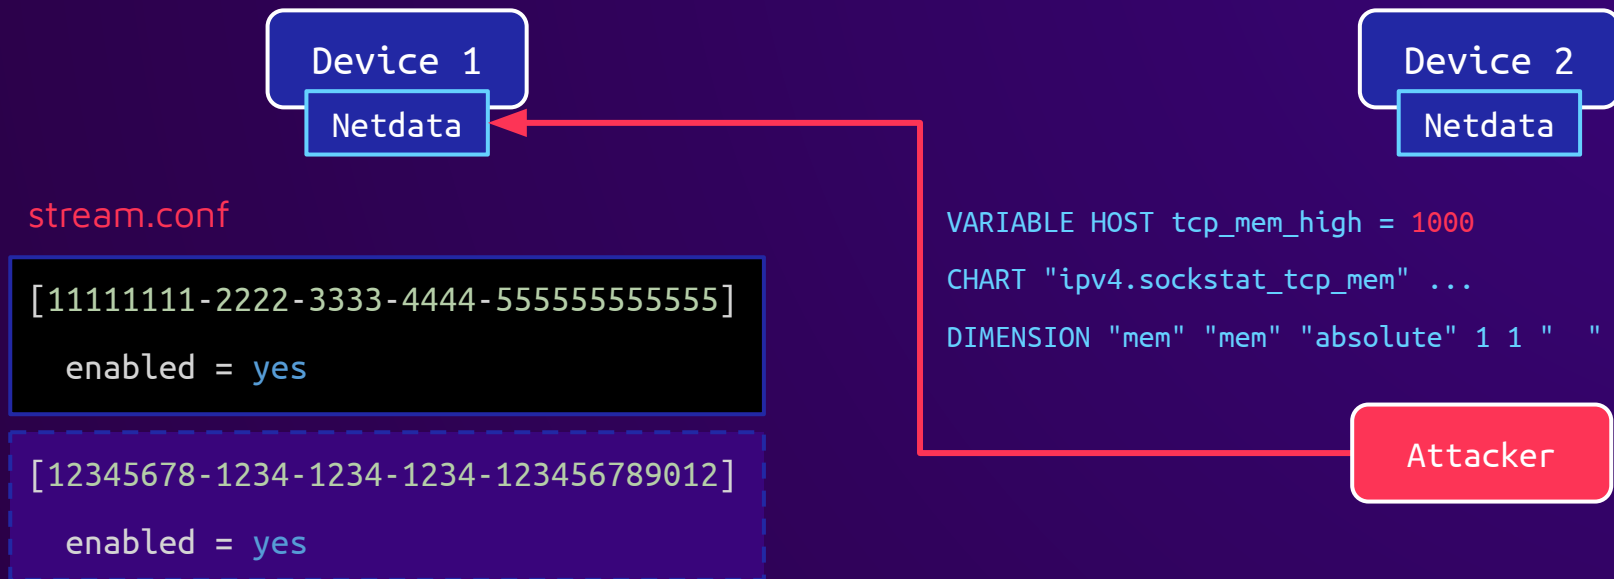 Device 1
Netdata
Device 2
Netdata
stream.conf
[11111111-2222-3333-4444-555555555555]
enabled = yes
[12345678-1234-1234-1234-123456789012]
enabled = yes
VARIABLE HOST tcp_mem_high = 1000
CHART "ipv4.sockstat_tcp_mem" ...
DIMENSION "mem" "mem" "absolute" 1 1 "  "
Attacker